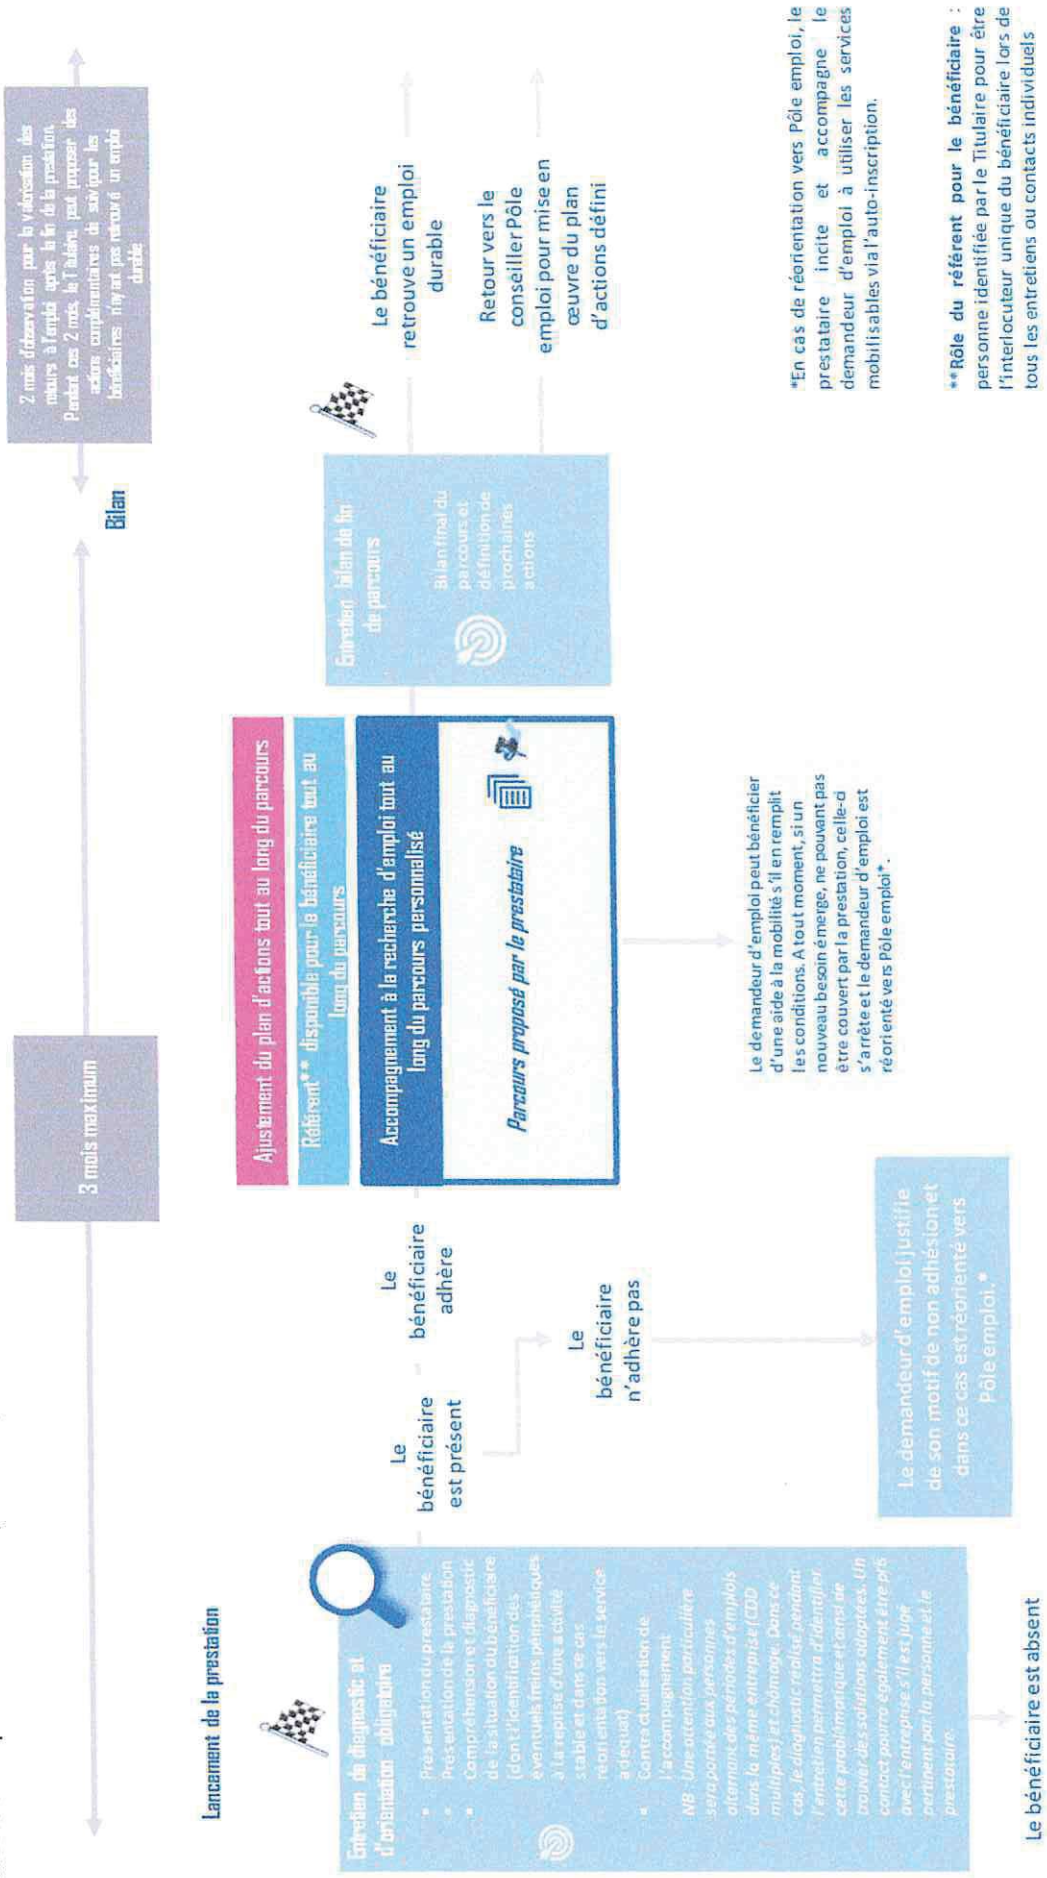 3 mois maximum
2 mois d'observation pour la valorisation des
retours à l'emploi après la fin de la prestation.
Pendant ces 2 mois, le Titulaire peut proposer des
actions complémentaires de suivi pour les
bénéficiaires n'ayant pas retrouvé un emploi
durable
Bilan
Lancement de la prestation
Entretien de diagnostic et
d'orientation obligatoire
• Présentation du prestataire
• Présentation de la prestation
• Compréhension et diagnostic
de la situation du bénéficiaire
(dont l'identification des
éventuels freins périphériques
à la reprise d'une activité
stable et dans ce cas
réorientation vers le service
adéquat)
• Contractualisation de
l'accompagnement
NB : Une attention particulière
sera portée aux personnes
alternant des périodes d'emplois
dans la même entreprise (CDD
multiples) et chômage. Dans ce
cas, le diagnostic réalisé pendant
l'entretien permettra d'identifier
cette problématique et ainsi de
trouver des solutions adaptées. Un
contact pourra également être pris
avec l'entreprise s'il est jugé
pertinent par la personne et le
prestataire.
Le bénéficiaire est absent
Le
bénéficiaire
est présent
Le
bénéficiaire
adhère
Le
bénéficiaire
n'adhère pas
Le demandeur d'emploi justifie
de son motif de non adhésion et
dans ce cas est réorienté vers
Pôle emploi.*
Ajustement du plan d'actions tout au long du parcours
Référent** disponible pour le bénéficiaire tout au
long du parcours
Accompagnement à la recherche d'emploi tout au
long du parcours personnalisé
Parcours proposé par le prestataire
Le demandeur d'emploi peut bénéficier
d'une aide à la mobilité s'il en remplit
les conditions. A tout moment, si un
nouveau besoin émerge, ne pouvant pas
être couvert par la prestation, celle-ci
s'arrête et le demandeur d'emploi est
réorienté vers Pôle emploi*.
Entretien bilan de fin
de parcours
Bilan final du
parcours et
définition de
prochaines
actions
Le bénéficiaire
retrouve un emploi
durable
Retour vers le
conseiller Pôle
emploi pour mise en
œuvre du plan
d'actions défini
*En cas de réorientation vers Pôle emploi, le
prestataire incite et accompagne le
demandeur d'emploi à utiliser les services
mobilisables via l'auto-inscription.
**Rôle du référent pour le bénéficiaire :
personne identifiée par le Titulaire pour être
l'interlocuteur unique du bénéficiaire lors de
tous les entretiens ou contacts individuels